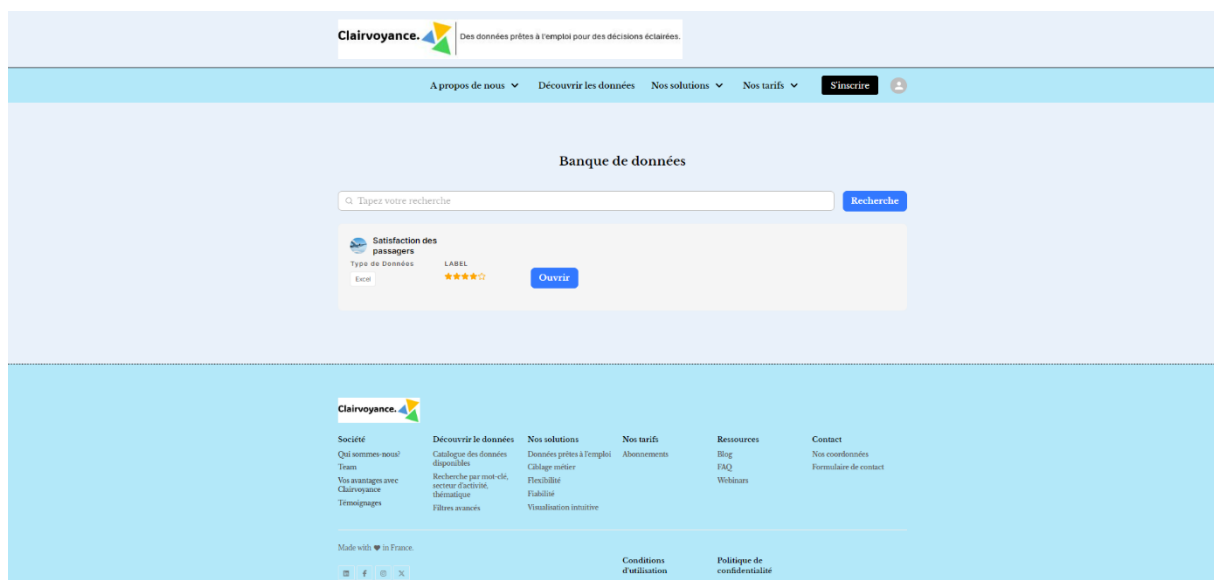 Clairvoyance.
Des données prêtes à l'emploi pour des décisions éclairées.
A propos de nous
Découvrir les données
Nos solutions
Nos tarifs
S'inscrire
Banque de données
Tapez votre recherche
Recherche
Satisfaction des
passagers
Type de Données
LABEL
Excel
Ouvrir
Clairvoyance.
Société
Qui sommes-nous?
Team
Vos avantages avec
Clairvoyance
Témoignages
Découvrir le données
Catalogue des données
disponibles
Recherche par mot-clé,
secteur d'activité,
thématique
Filtres avancés
Nos solutions
Données prêtes à l'emploi
Ciblage métier
Flexibilité
Fiabilité
Visualisation intuitive
Nos tarifs
Abonnements
Ressources
Blog
FAQ
Webinars
Contact
Nos coordonnées
Formulaire de contact
Made with ♥ in France.
Conditions
d'utilisation
Politique de
confidentialité